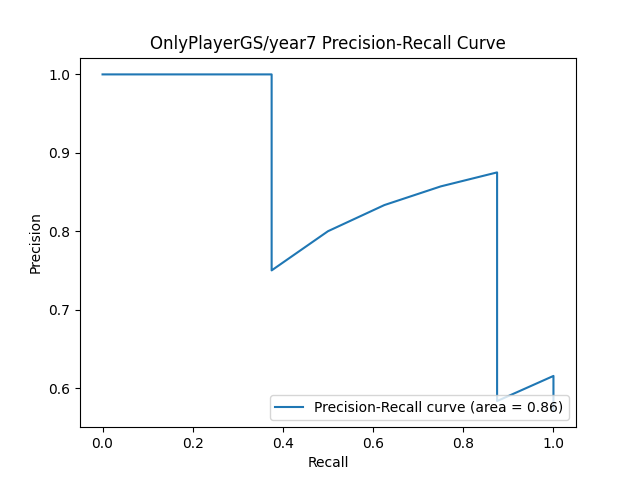 OnlyPlayerGS/year7 Precision-Recall Curve
1.0
0.9
0.8
0.7
0.6
Precision
Precision-Recall curve (area = 0.86)
0.0
0.2
0.4
0.6
0.8
1.0
Recall